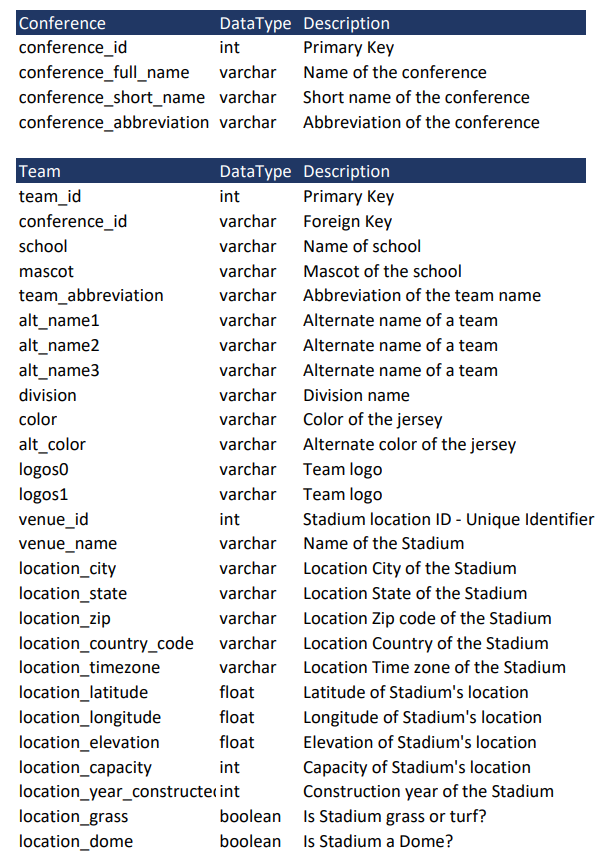 Conference DataType Description
conference_id int Primary Key
conference_full_name varchar Name of the conference
conference_short_name varchar Short name of the conference
conference_abbreviation varchar Abbreviation of the conference
Team DataType Description
team_id int Primary Key
conference_id varchar Foreign Key
school varchar Name of school
mascot varchar Mascot of the school
team_abbreviation varchar Abbreviation of the team name
alt_name1 varchar Alternate name of a team
alt_name2 varchar Alternate name of a team
alt_name3 varchar Alternate name of a team
division varchar Division name
color varchar Color of the jersey
alt_color varchar Alternate color of the jersey
logos0 varchar Team logo
logos1 varchar Team logo
venue_id int Stadium location ID - Unique Identifier
venue_name varchar Name of the Stadium
location_city varchar Location City of the Stadium
location_state varchar Location State of the Stadium
location_zip varchar Location Zip code of the Stadium
location_country_code varchar Location Country of the Stadium
location_timezone varchar Location Time zone of the Stadium
location_latitude float Latitude of Stadium's location
location_longitude float Longitude of Stadium's location
location_elevation float Elevation of Stadium's location
location_capacity int Capacity of Stadium's location
location_year_constructe int Construction year of the Stadium
location_grass boolean Is Stadium grass or turf?
location_dome boolean Is Stadium a Dome?